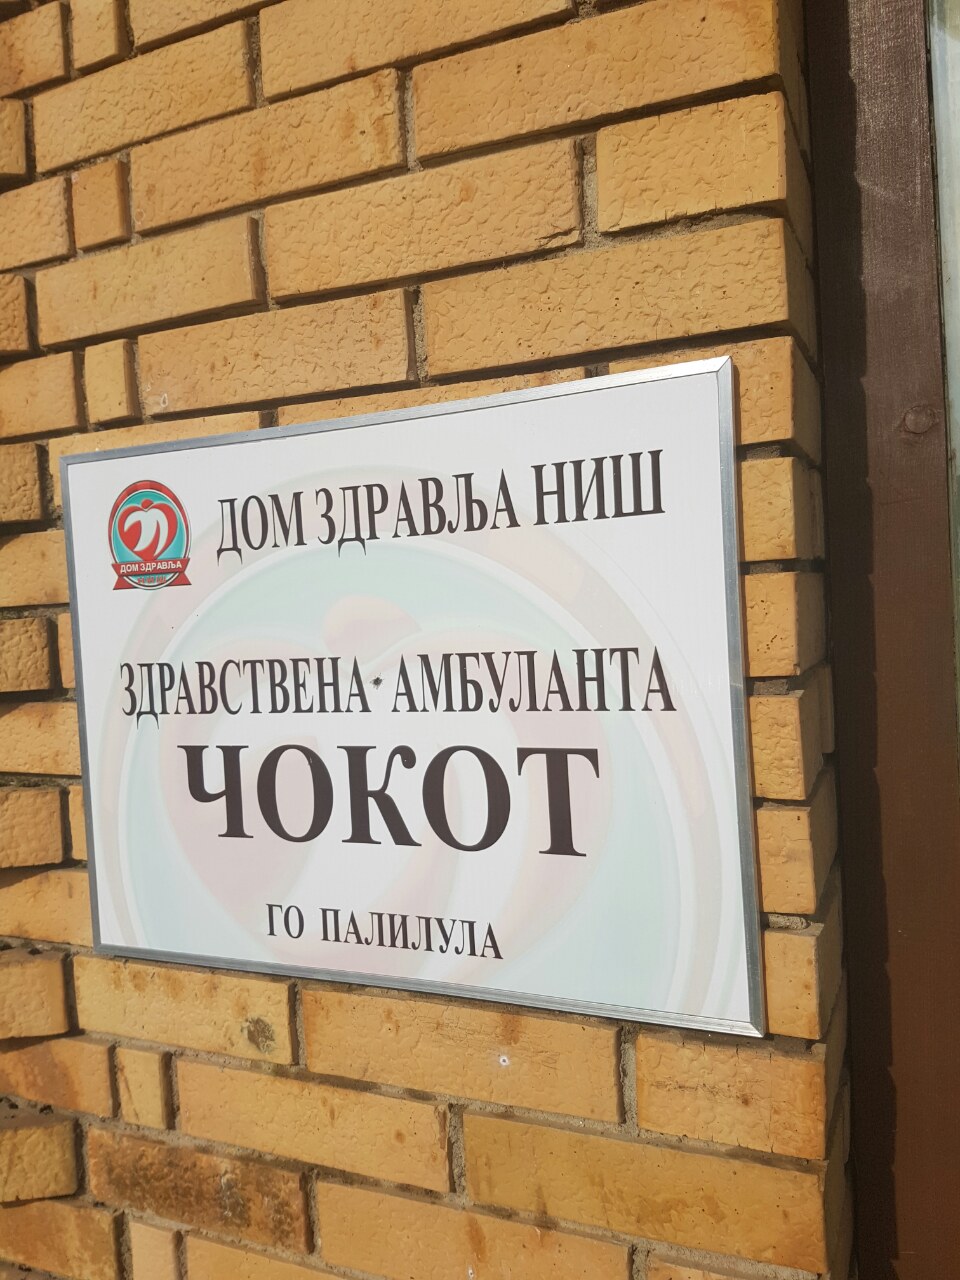 ДОМ ЗДРАВЉА НИШ
ДОМ ЗДРАВЉА
ЗДРАВСТВЕНА АМБУЛАНТА
ЧОКОТ
ГО ПАЛИЛУЛА